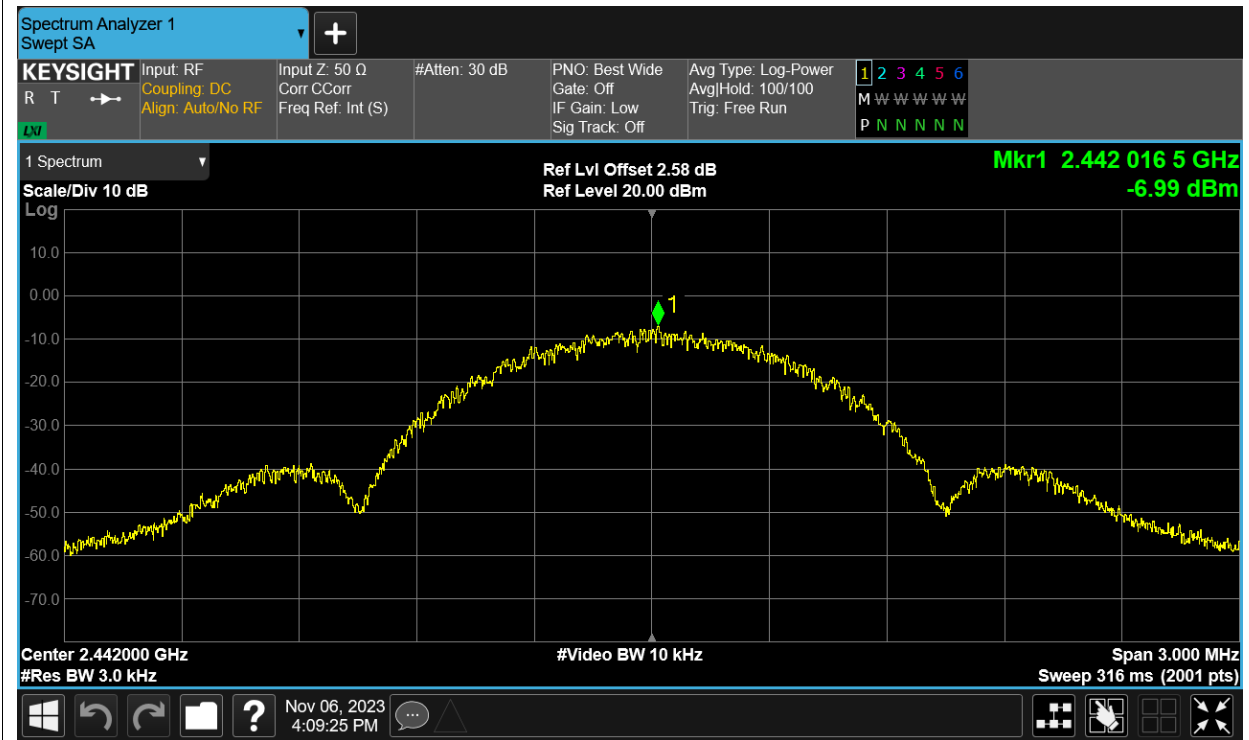 Spectrum Analyzer 1
Swept SA
KEYSIGHT
R T
LXI
Input: RF
Coupling: DC
Align: Auto/No RF
Input Z: 50 Ω
Corr CCorr
Freq Ref: Int (S)
#Atten: 30 dB
PNO: Best Wide
Gate: Off
IF Gain: Low
Sig Track: Off
Avg Type: Log-Power
Avg|Hold: 100/100
Trig: Free Run
1 2 3 4 5 6
M W W W W W
P N N N N N
1 Spectrum
Scale/Div 10 dB
Log
Ref Lvl Offset 2.58 dB
Ref Level 20.00 dBm
Mkr1 2.442 016 5 GHz
-6.99 dBm
1
10.0
0.00
-10.0
-20.0
-30.0
-40.0
-50.0
-60.0
-70.0
Center 2.442000 GHz
#Res BW 3.0 kHz
#Video BW 10 kHz
Span 3.000 MHz
Sweep 316 ms (2001 pts)
?
Nov 06, 2023
4:09:25 PM